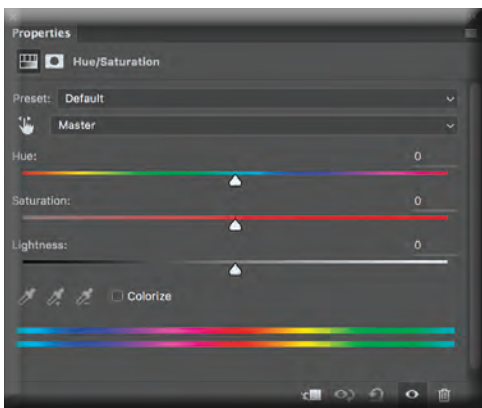 Properties
Hue/Saturation
Preset: Default
Master
Hue: 0
Saturation: 0
Lightness: 0
Colorize